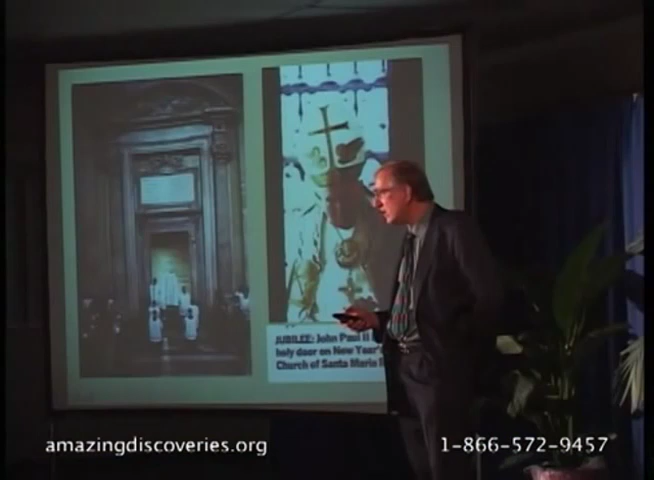 JUBILEE: John Paul II
holy door on New Year's
Church of Santa Maria
amazingdiscoveries.org
1-866-572-9457